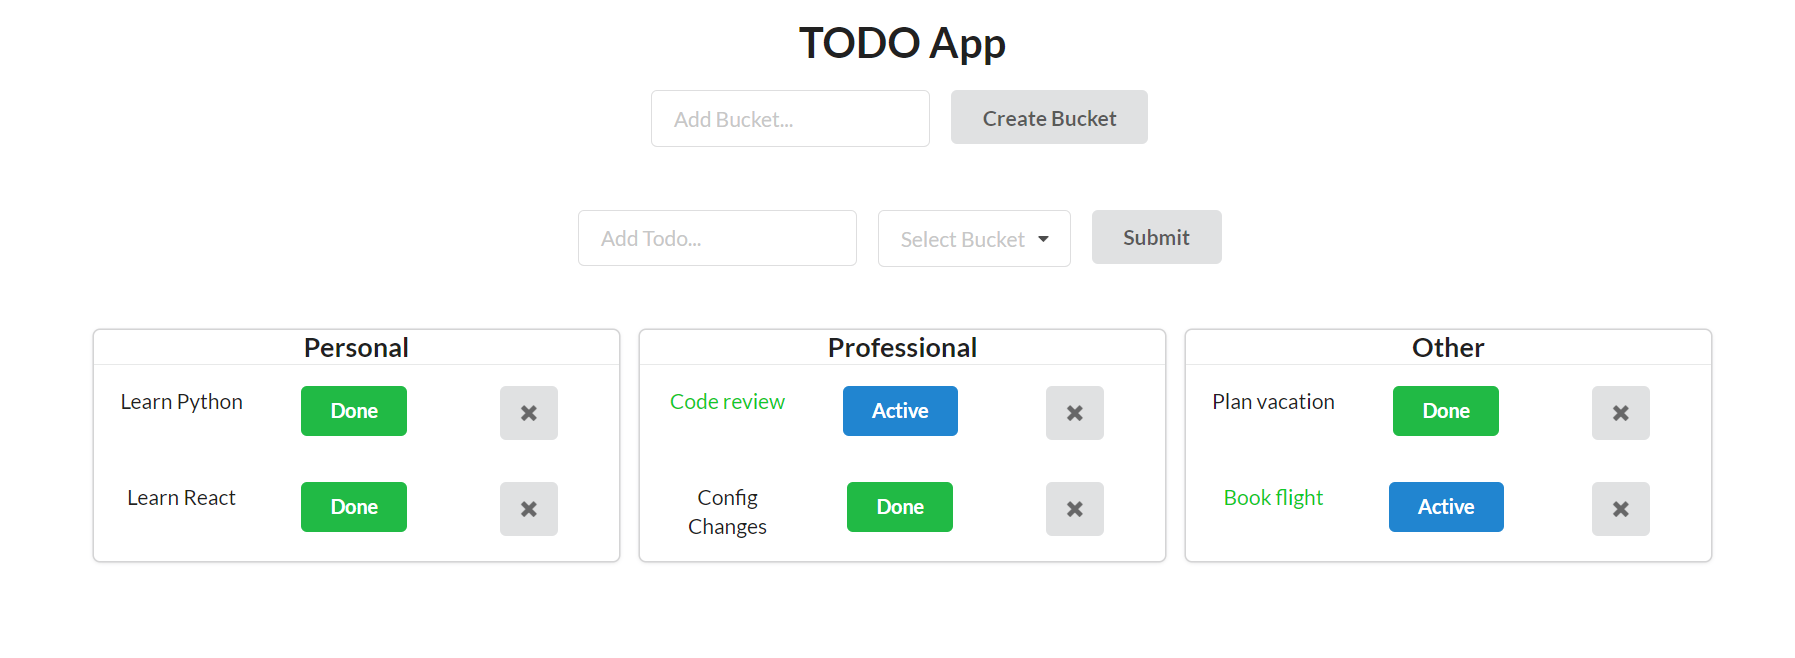 TODO App
Add Bucket...
Create Bucket
Add Todo...
Select Bucket
Submit
Personal
Learn Python
Done
Learn React
Done
Professional
Code review
Active
Config
Changes
Done
Other
Plan vacation
Done
Book flight
Active